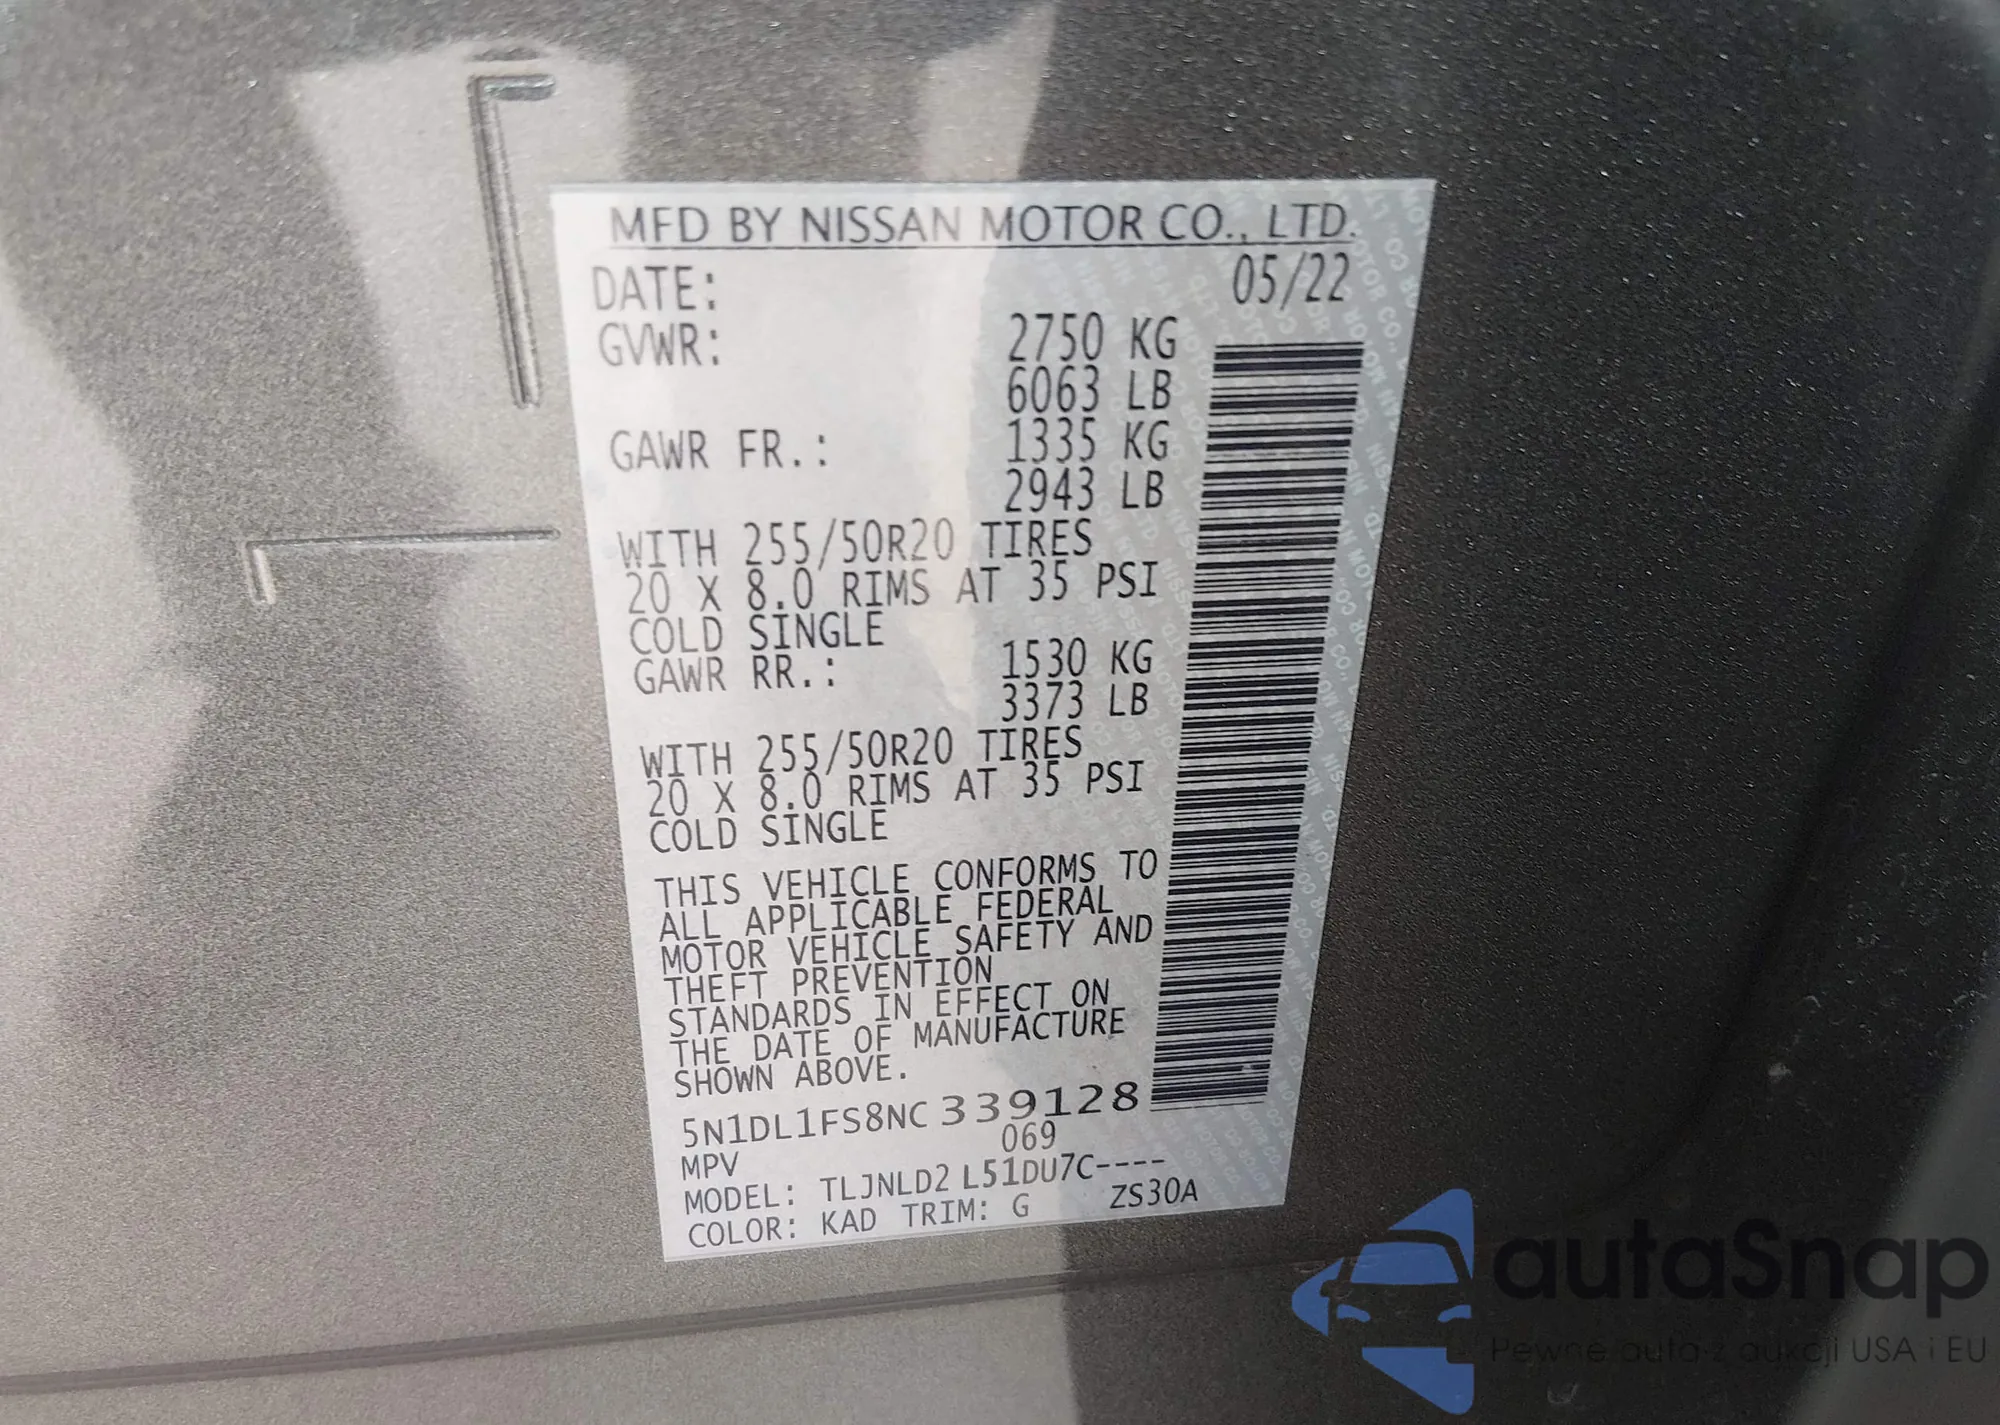 MFD BY NISSAN MOTOR CO., LTD.
DATE: 05/22
GVWR: 2750 KG
6063 LB
GAWR FR.: 1335 KG
2943 LB
WITH 255/50R20 TIRES
20 X 8.0 RIMS AT 35 PSI
COLD SINGLE
GAWR RR.: 1530 KG
3373 LB
WITH 255/50R20 TIRES
20 X 8.0 RIMS AT 35 PSI
COLD SINGLE
THIS VEHICLE CONFORMS TO
ALL APPLICABLE FEDERAL
MOTOR VEHICLE SAFETY AND
THEFT PREVENTION
STANDARDS IN EFFECT ON
THE DATE OF MANUFACTURE
SHOWN ABOVE.
5N1DL1FS8NC339128
069
MPV
MODEL: TLJNLD2 L51DU7C----
COLOR: KAD TRIM: G ZS30A
autaSnap
Pewne auta z aukcji USA i EU